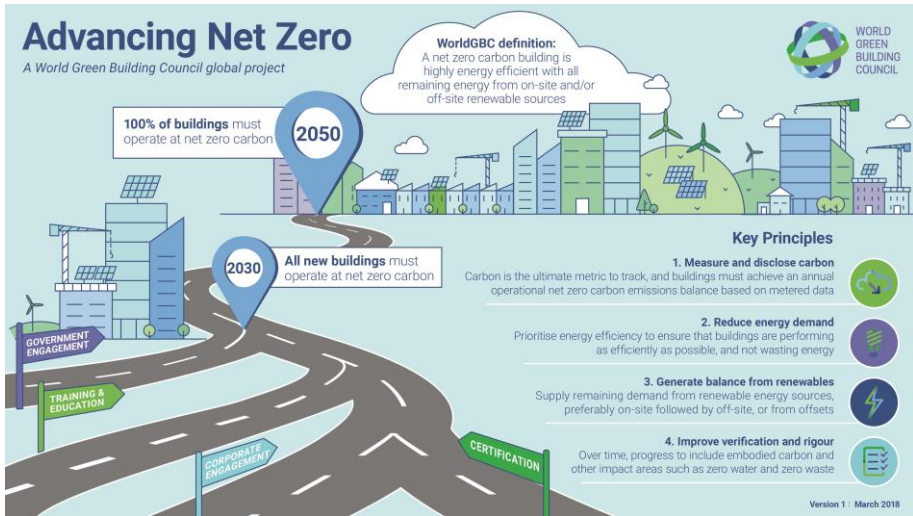 Advancing Net Zero
A World Green Building Council global project
WorldGBC definition:
A net zero carbon building is
highly energy efficient with all
remaining energy from on-site and/or
off-site renewable sources
WORLD
GREEN
BUILDING
COUNCIL
100% of buildings must
operate at net zero carbon
2050
2030
All new buildings must
operate at net zero carbon
GOVERNMENT
ENGAGEMENT
TRAINING &
EDUCATION
CORPORATE
ENGAGEMENT
CERTIFICATION
Key Principles
1. Measure and disclose carbon
Carbon is the ultimate metric to track, and buildings must achieve an annual
operational net zero carbon emissions balance based on metered data
2. Reduce energy demand
Prioritise energy efficiency to ensure that buildings are performing
as efficiently as possible, and not wasting energy
3. Generate balance from renewables
Supply remaining demand from renewable energy sources,
preferably on-site followed by off-site, or from offsets
4. Improve verification and rigour
Over time, progress to include embodied carbon and
other impact areas such as zero water and zero waste
Version 1 | March 2018